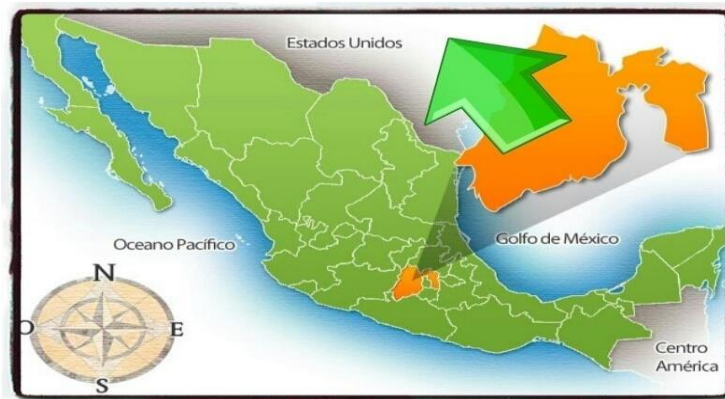 Estados Unidos
Oceano Pacífico
Golfo de México
N
O
E
S
Centro
América